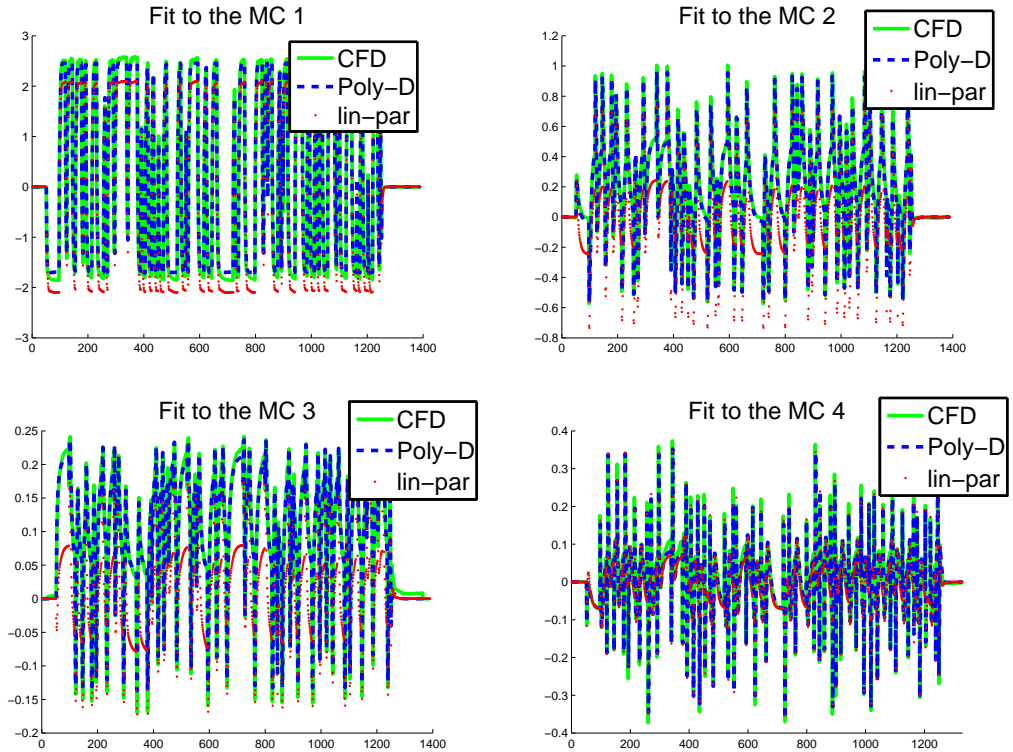 Fit to the MC 1
CFD
Poly−D
lin−par
3
2
1
0
−1
−2
−3
0 200 400 600 800 1000 1200 1400
Fit to the MC 2
CFD
Poly−D
lin−par
1.2
1
0.8
0.6
0.4
0.2
0
−0.2
−0.4
−0.6
−0.8
0 200 400 600 800 1000 1200 1400
Fit to the MC 3
CFD
Poly−D
lin−par
0.25
0.2
0.15
0.1
0.05
0
−0.05
−0.1
−0.15
−0.2
0 200 400 600 800 1000 1200 1400
Fit to the MC 4
CFD
Poly−D
lin−par
0.4
0.3
0.2
0.1
0
−0.1
−0.2
−0.3
−0.4
0 200 400 600 800 1000 1200